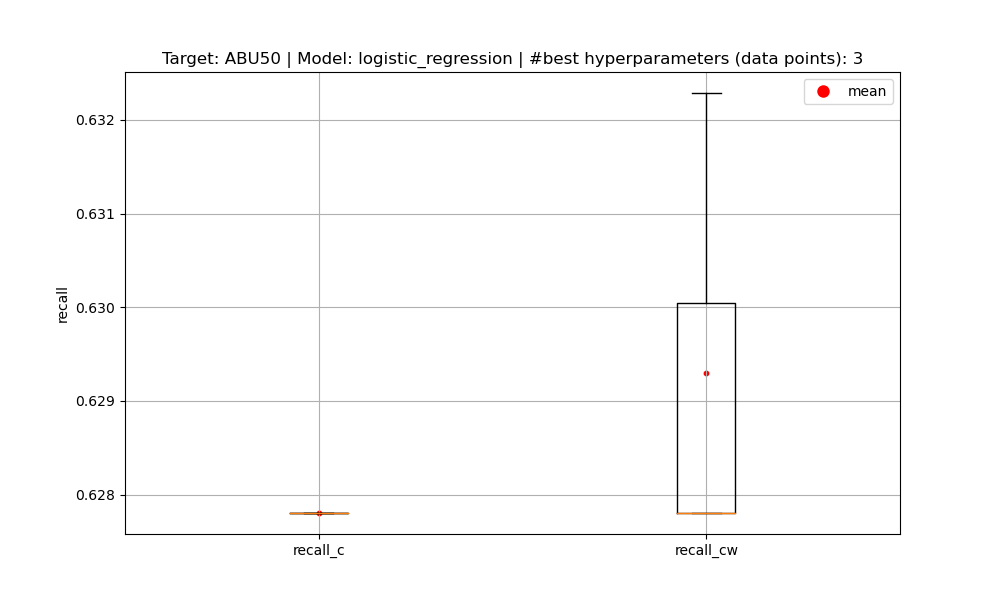 Target: ABU50 | Model: logistic_regression | #best hyperparameters (data points): 3
mean
0.632
0.631
0.630
0.629
0.628
recall
recall_c
recall_cw